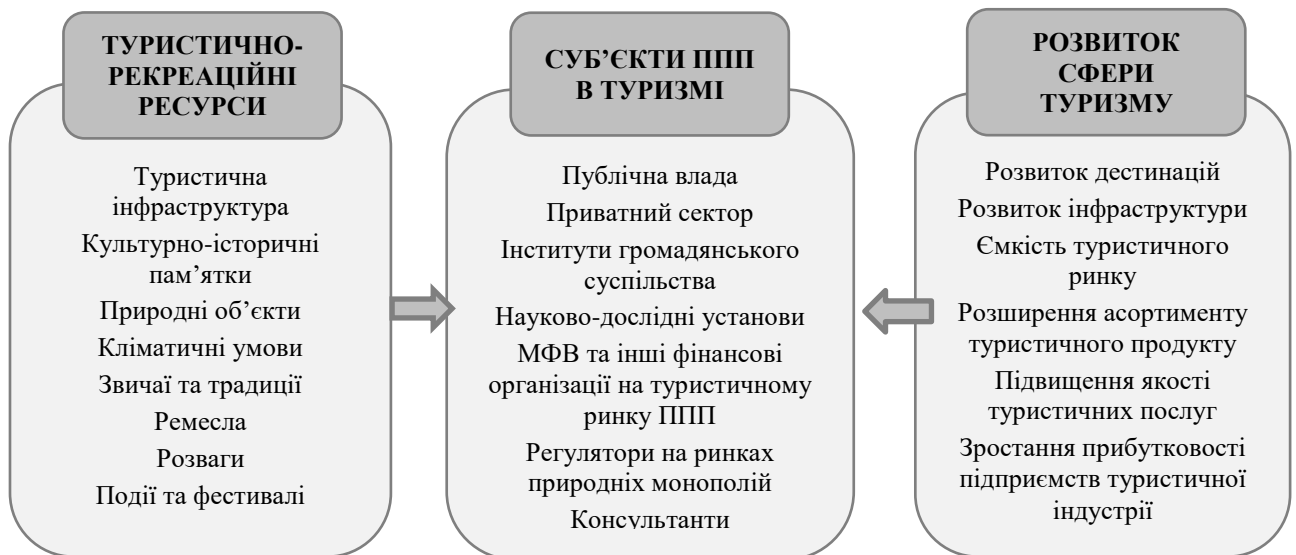 ТУРИСТИЧНО-
РЕКРЕАЦІЙНІ
РЕСУРСИ
Туристична
інфраструктура
Культурно-історичні
пам’ятки
Природні об’єкти
Кліматичні умови
Звичаї та традиції
Ремесла
Розваги
Події та фестивалі
СУБ’ЄКТИ ППП
В ТУРИЗМІ
Публічна влада
Приватний сектор
Інститути громадянського
суспільства
Науково-дослідні установи
МФВ та інші фінансові
організації на туристичному
ринку ППП
Регулятори на ринках
природніх монополій
Консультанти
РОЗВИТОК
СФЕРИ
ТУРИЗМУ
Розвиток дестинацій
Розвиток інфраструктури
Ємкість туристичного
ринку
Розширення асортименту
туристичного продукту
Підвищення якості
туристичних послуг
Зростання прибутковості
підприємств туристичної
індустрії